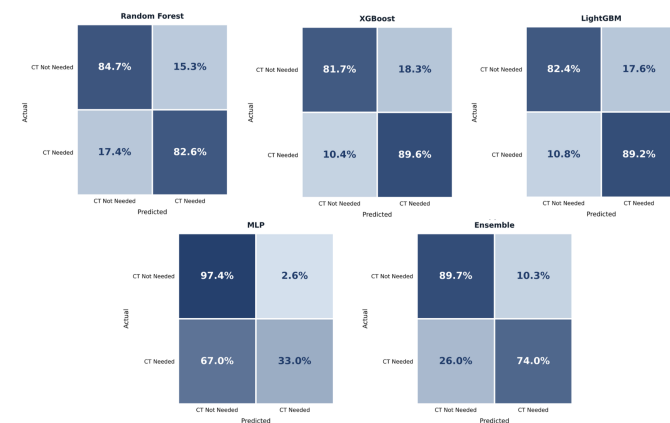 Random Forest
XGBoost
LightGBM
Actual
CT Not Needed
84.7%
15.3%
CT Needed
17.4%
82.6%
CT Not Needed
CT Needed
Predicted
Actual
CT Not Needed
81.7%
18.3%
CT Needed
10.4%
89.6%
CT Not Needed
CT Needed
Predicted
Actual
CT Not Needed
82.4%
17.6%
CT Needed
10.8%
89.2%
CT Not Needed
CT Needed
Predicted
MLP
Ensemble
Actual
CT Not Needed
97.4%
2.6%
CT Needed
67.0%
33.0%
CT Not Needed
CT Needed
Predicted
Actual
CT Not Needed
89.7%
10.3%
CT Needed
26.0%
74.0%
CT Not Needed
CT Needed
Predicted